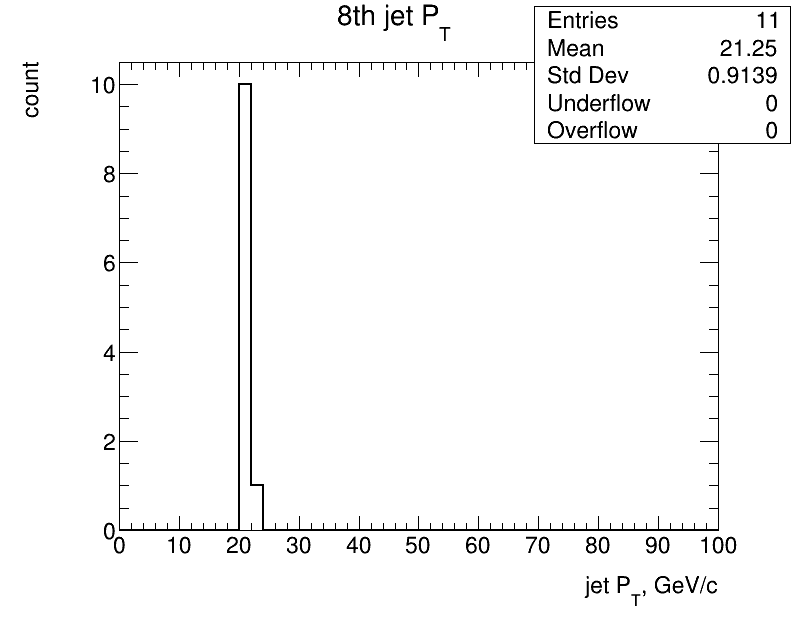 8th jet P_T
Entries 11
Mean 21.25
Std Dev 0.9139
Underflow 0
Overflow 0
count
10
8
6
4
2
0
0 10 20 30 40 50 60 70 80 90 100
jet P_T, GeV/c